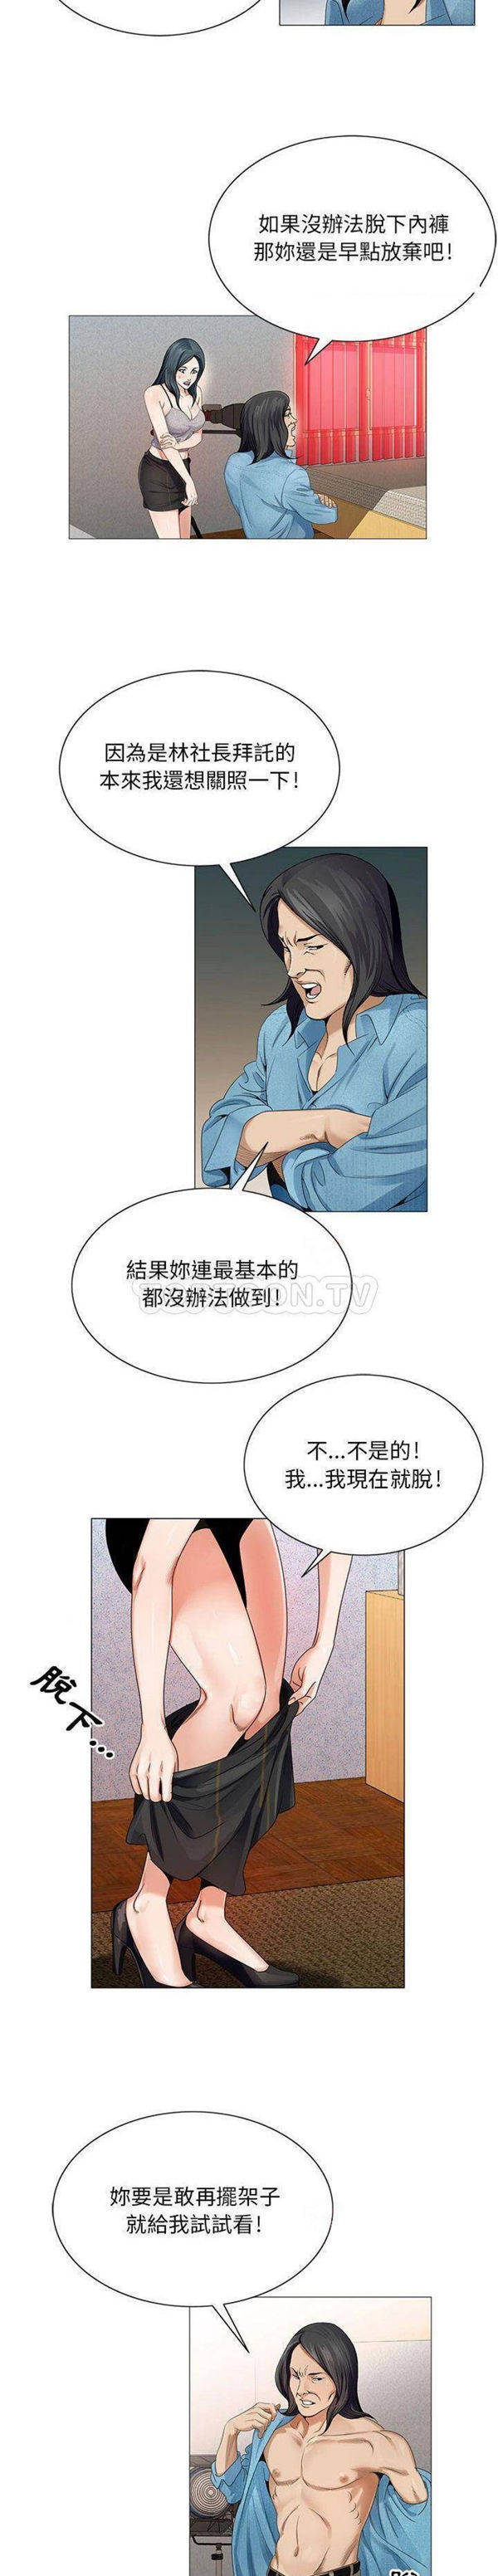 如果沒辦法脫下內褲
那妳還是早點放棄吧!
因為是林社長拜託的
本來我還想關照一下!
結果妳連最基本的
都沒辦法做到!
TOPTOON.TV
不...不是的!
我...我現在就脫!
脫下...
妳要是敢再擺架子
就給我試試看!
脫